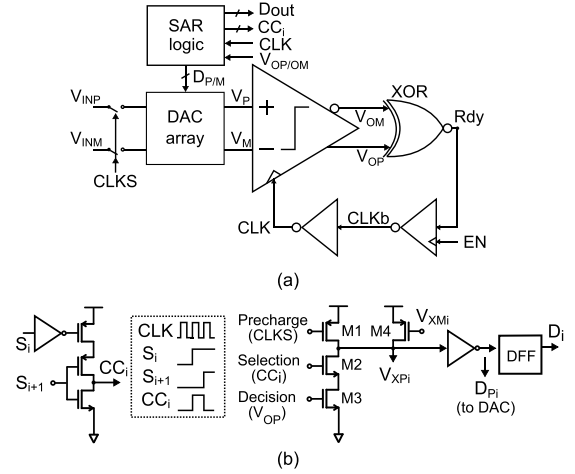 SAR
logic
Dout
CCi
CLK
VOP/OM
DP/M
VINP
VINM
CLKS
DAC
array
VP
VM
+
−
VOM
VOP
XOR
Rdy
CLK
CLKb
EN
(a)
Si
Si+1
CCi
CLK
Si
Si+1
CCi
Precharge
(CLKS)
Selection
(CCi)
Decision
(VOP)
M1
M4
M2
M3
VXMi
VXPi
DPi
(to DAC)
DFF
Di
(b)